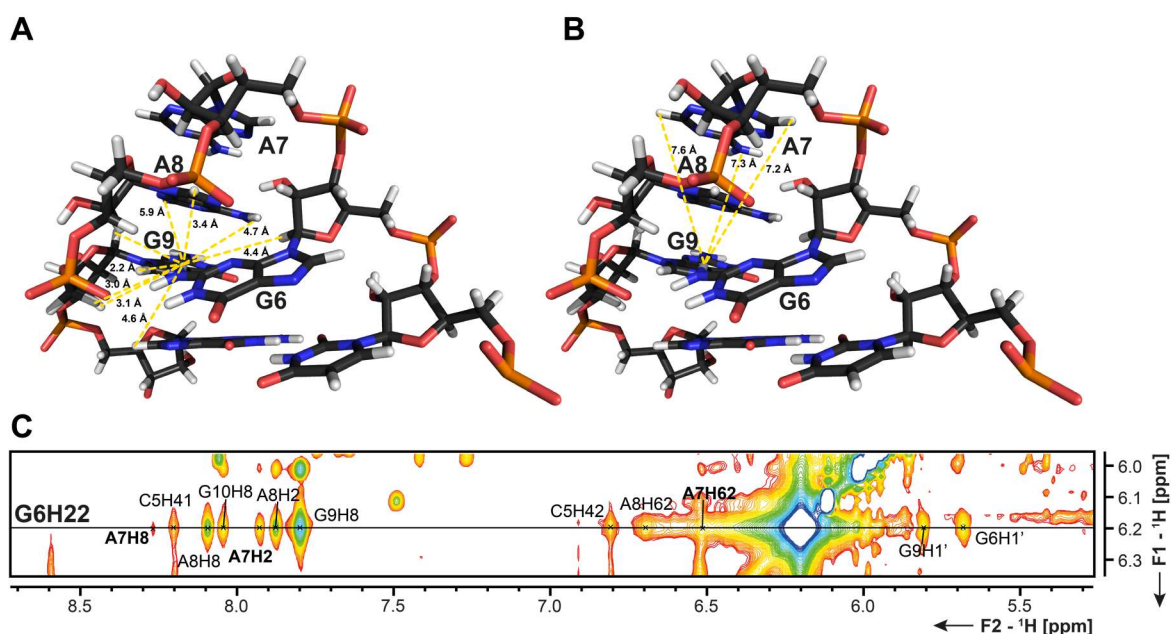 A
B
A7
A8
5.9 Å
3.4 Å
4.7 Å
4.4 Å
G9
2.2 Å
3.0 Å
3.1 Å
4.6 Å
G6
A7
7.6 Å
A8
7.3 Å
7.2 Å
G9
G6
C
G6H22
A7H8
C5H41
A8H8
G10H8
A7H2
A8H2
G9H8
C5H42
A8H62
A7H62
G9H1'
G6H1'
6.0
6.1
6.2
6.3
F1 - ¹H [ppm]
8.5 8.0 7.5 7.0 6.5 6.0 5.5
F2 - ¹H [ppm]